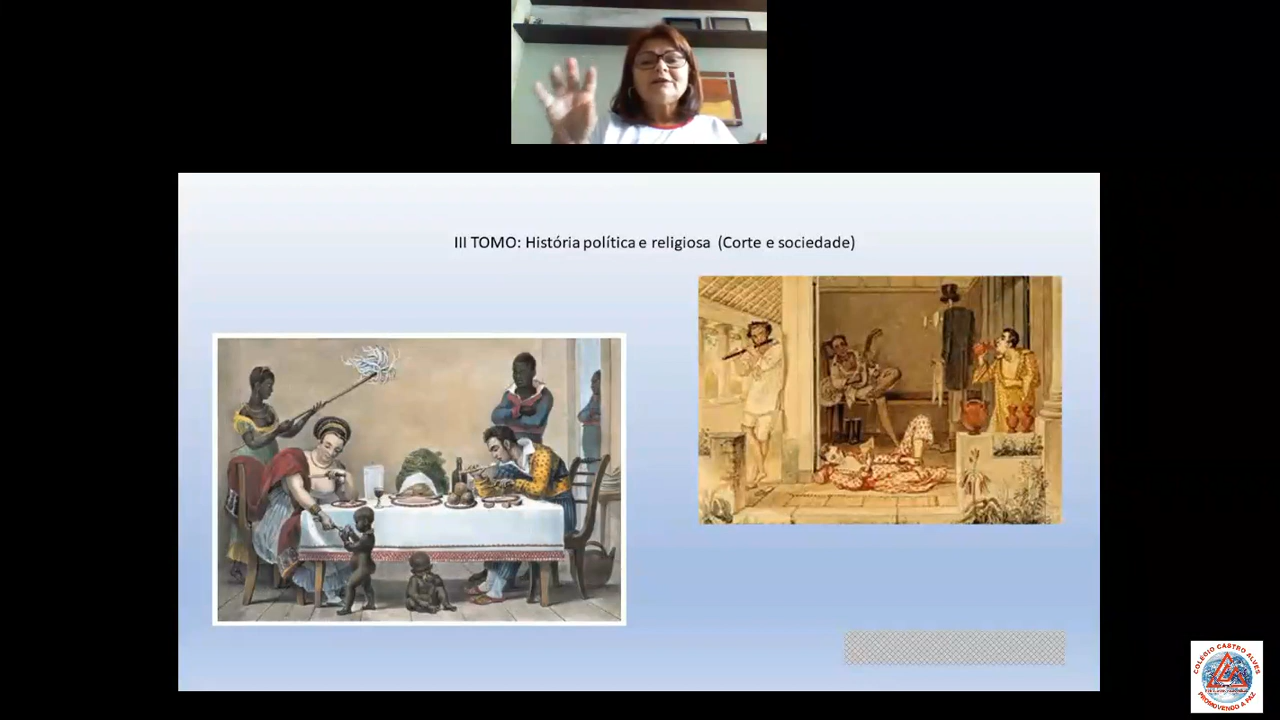 III TOMO: História política e religiosa (Corte e sociedade)
COLÉGIO CASTRO ALVES
PROMOVENDO A PAZ